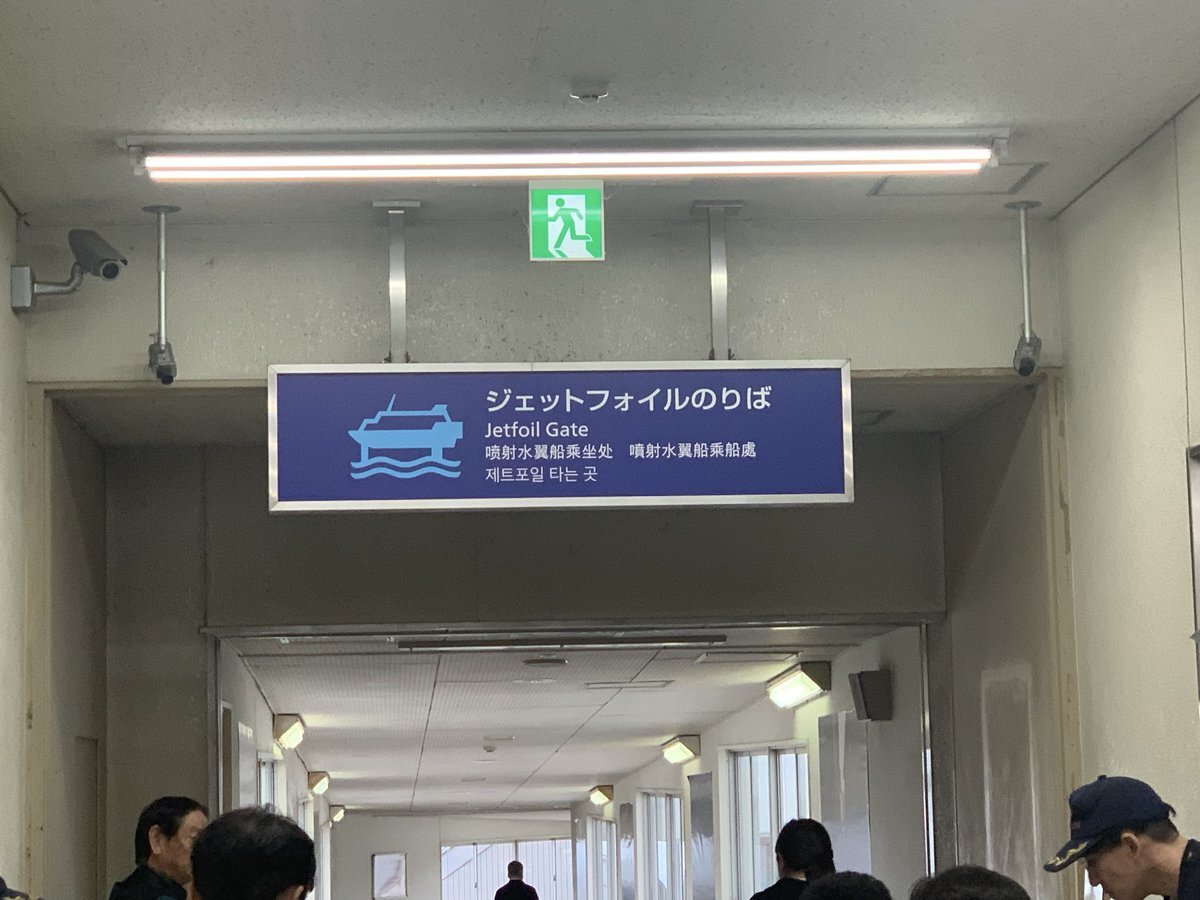 ジェットフォイルのりば
Jetfoil Gate
喷射水翼船乘坐处　噴射水翼船乘船處
제트포일 타는 곳